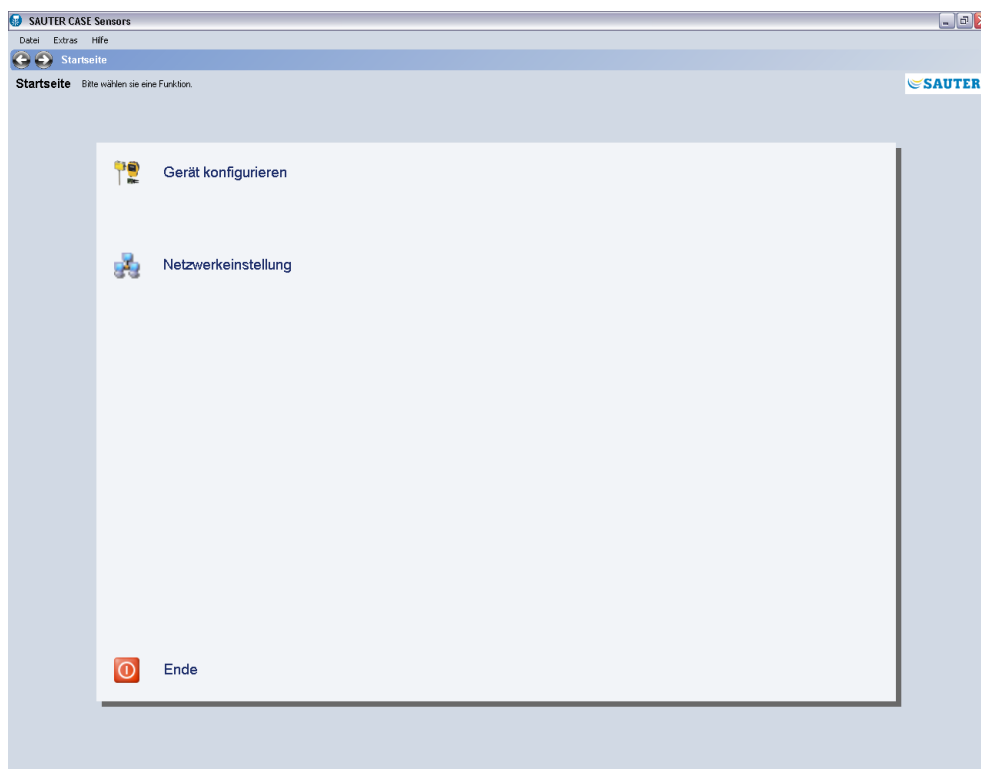 SAUTER CASE Sensors
Datei Extras Hilfe
Startseite
Startseite Bitte wählen sie eine Funktion.
SAUTER
Gerät konfigurieren
Netzwerkeinstellung
Ende